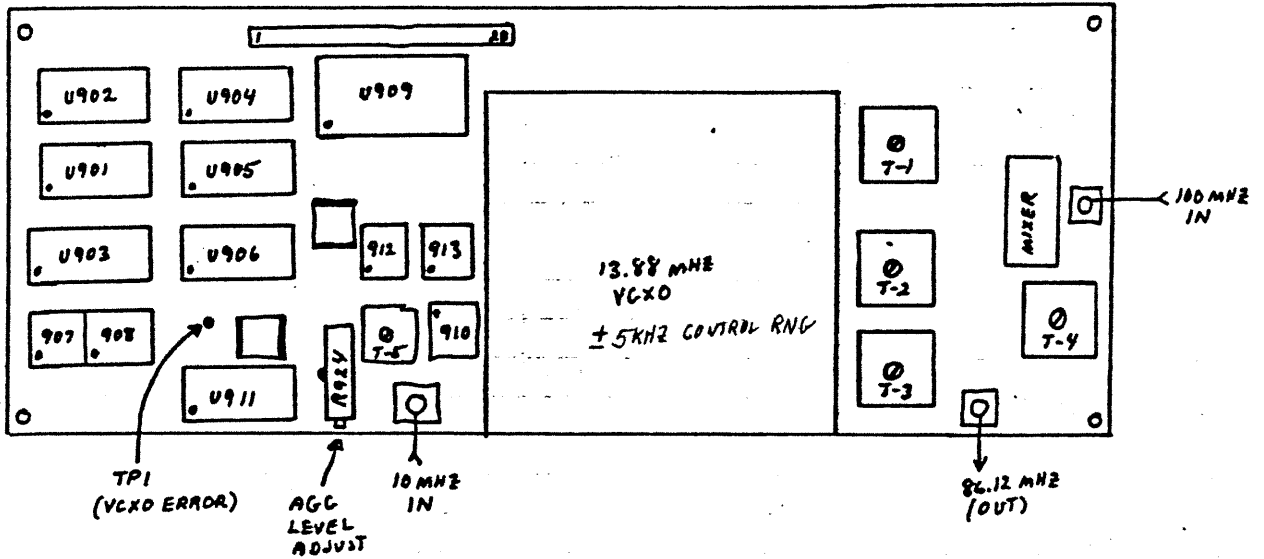 1 20
U902
U904
U909
U901
U905
U903
U906
912
913
907
908
U911
R924
T-5
910
13.88 MHZ
VCXO
± 5KHZ CONTROL RNG
T-1
T-2
T-3
MIXER
T-4
100 MHZ
IN
TP1
(VCXO ERROR)
AGC
LEVEL
ADJUST
10 MHZ
IN
86.12 MHZ
(OUT)